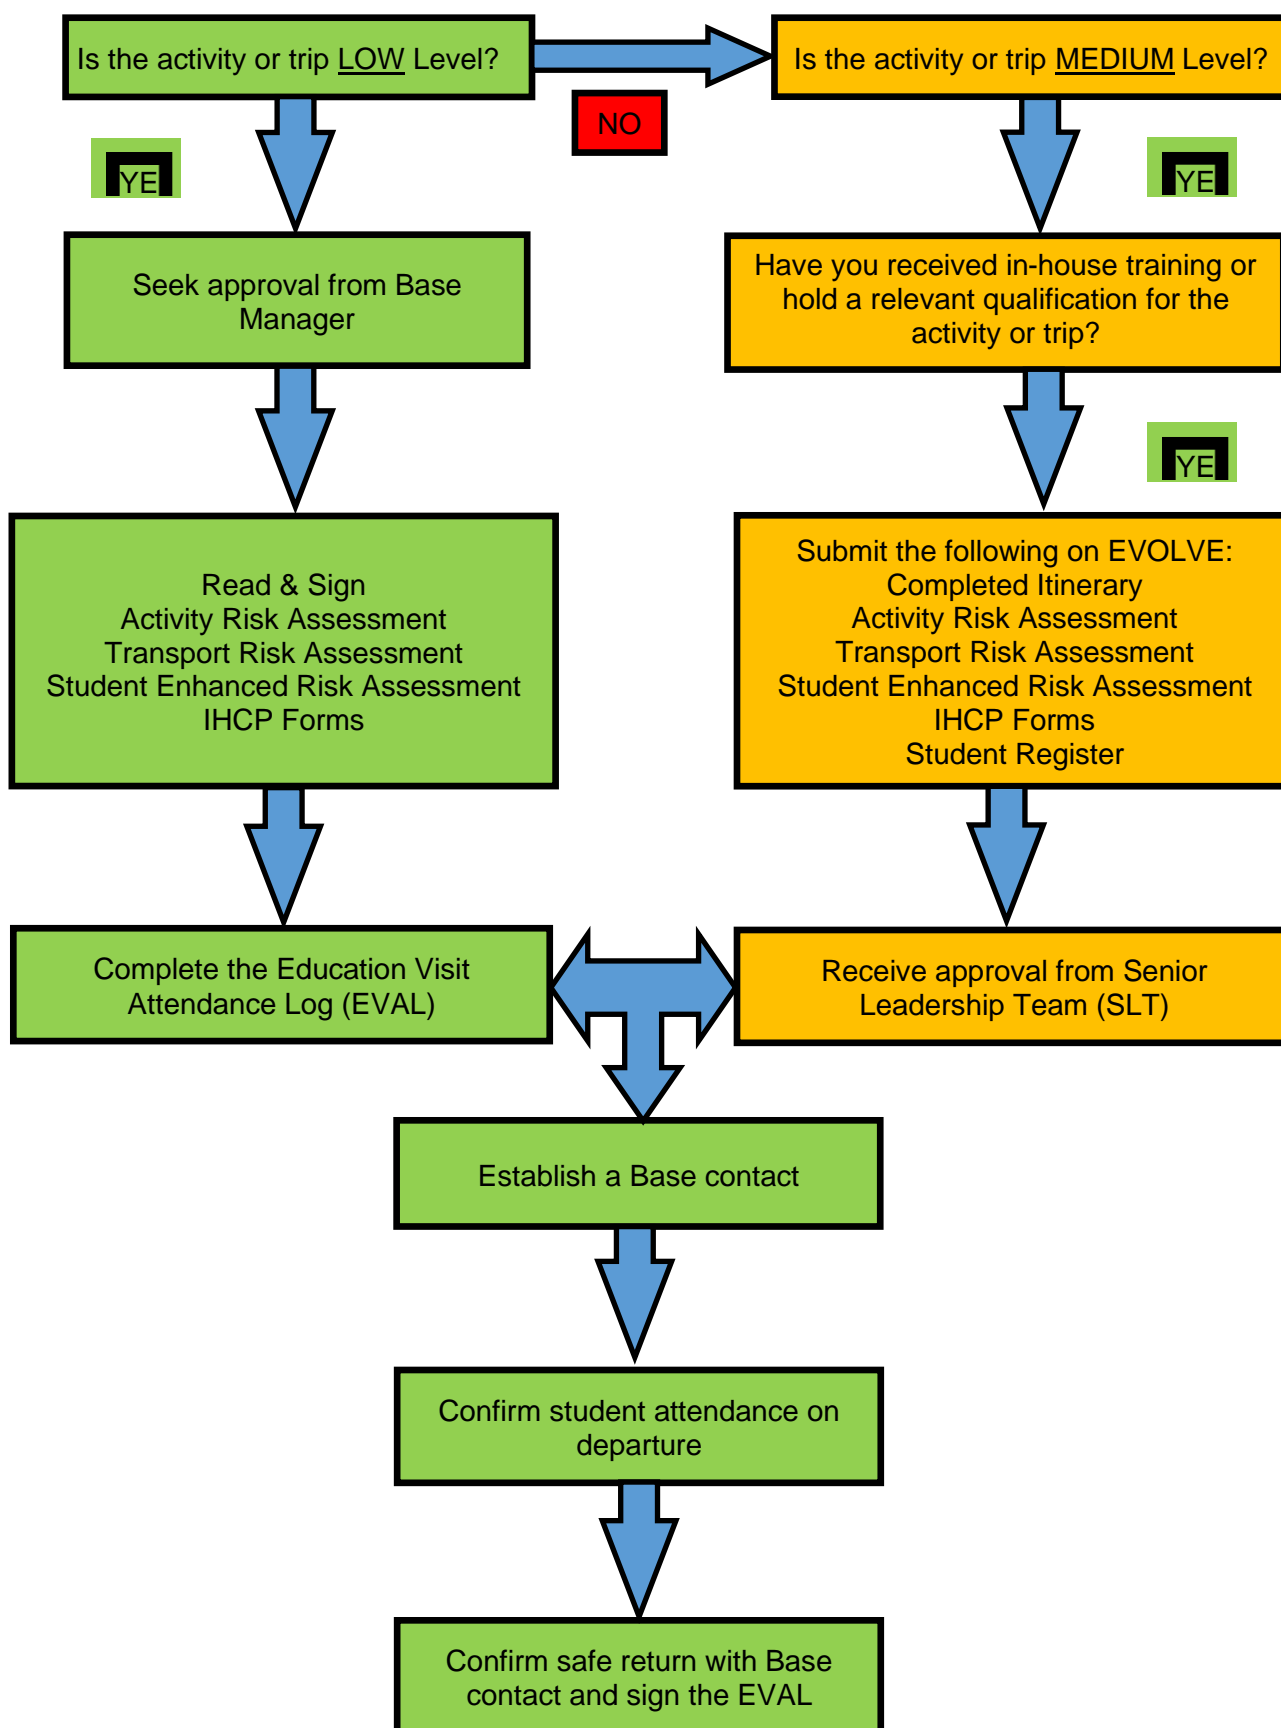 Is the activity or trip LOW Level?
NO
Is the activity or trip MEDIUM Level?
YE
YE
Seek approval from Base
Manager
Have you received in-house training or
hold a relevant qualification for the
activity or trip?
YE
Read & Sign
Activity Risk Assessment
Transport Risk Assessment
Student Enhanced Risk Assessment
IHCP Forms
Submit the following on EVOLVE:
Completed Itinerary
Activity Risk Assessment
Transport Risk Assessment
Student Enhanced Risk Assessment
IHCP Forms
Student Register
Complete the Education Visit
Attendance Log (EVAL)
Receive approval from Senior
Leadership Team (SLT)
Establish a Base contact
Confirm student attendance on
departure
Confirm safe return with Base
contact and sign the EVAL